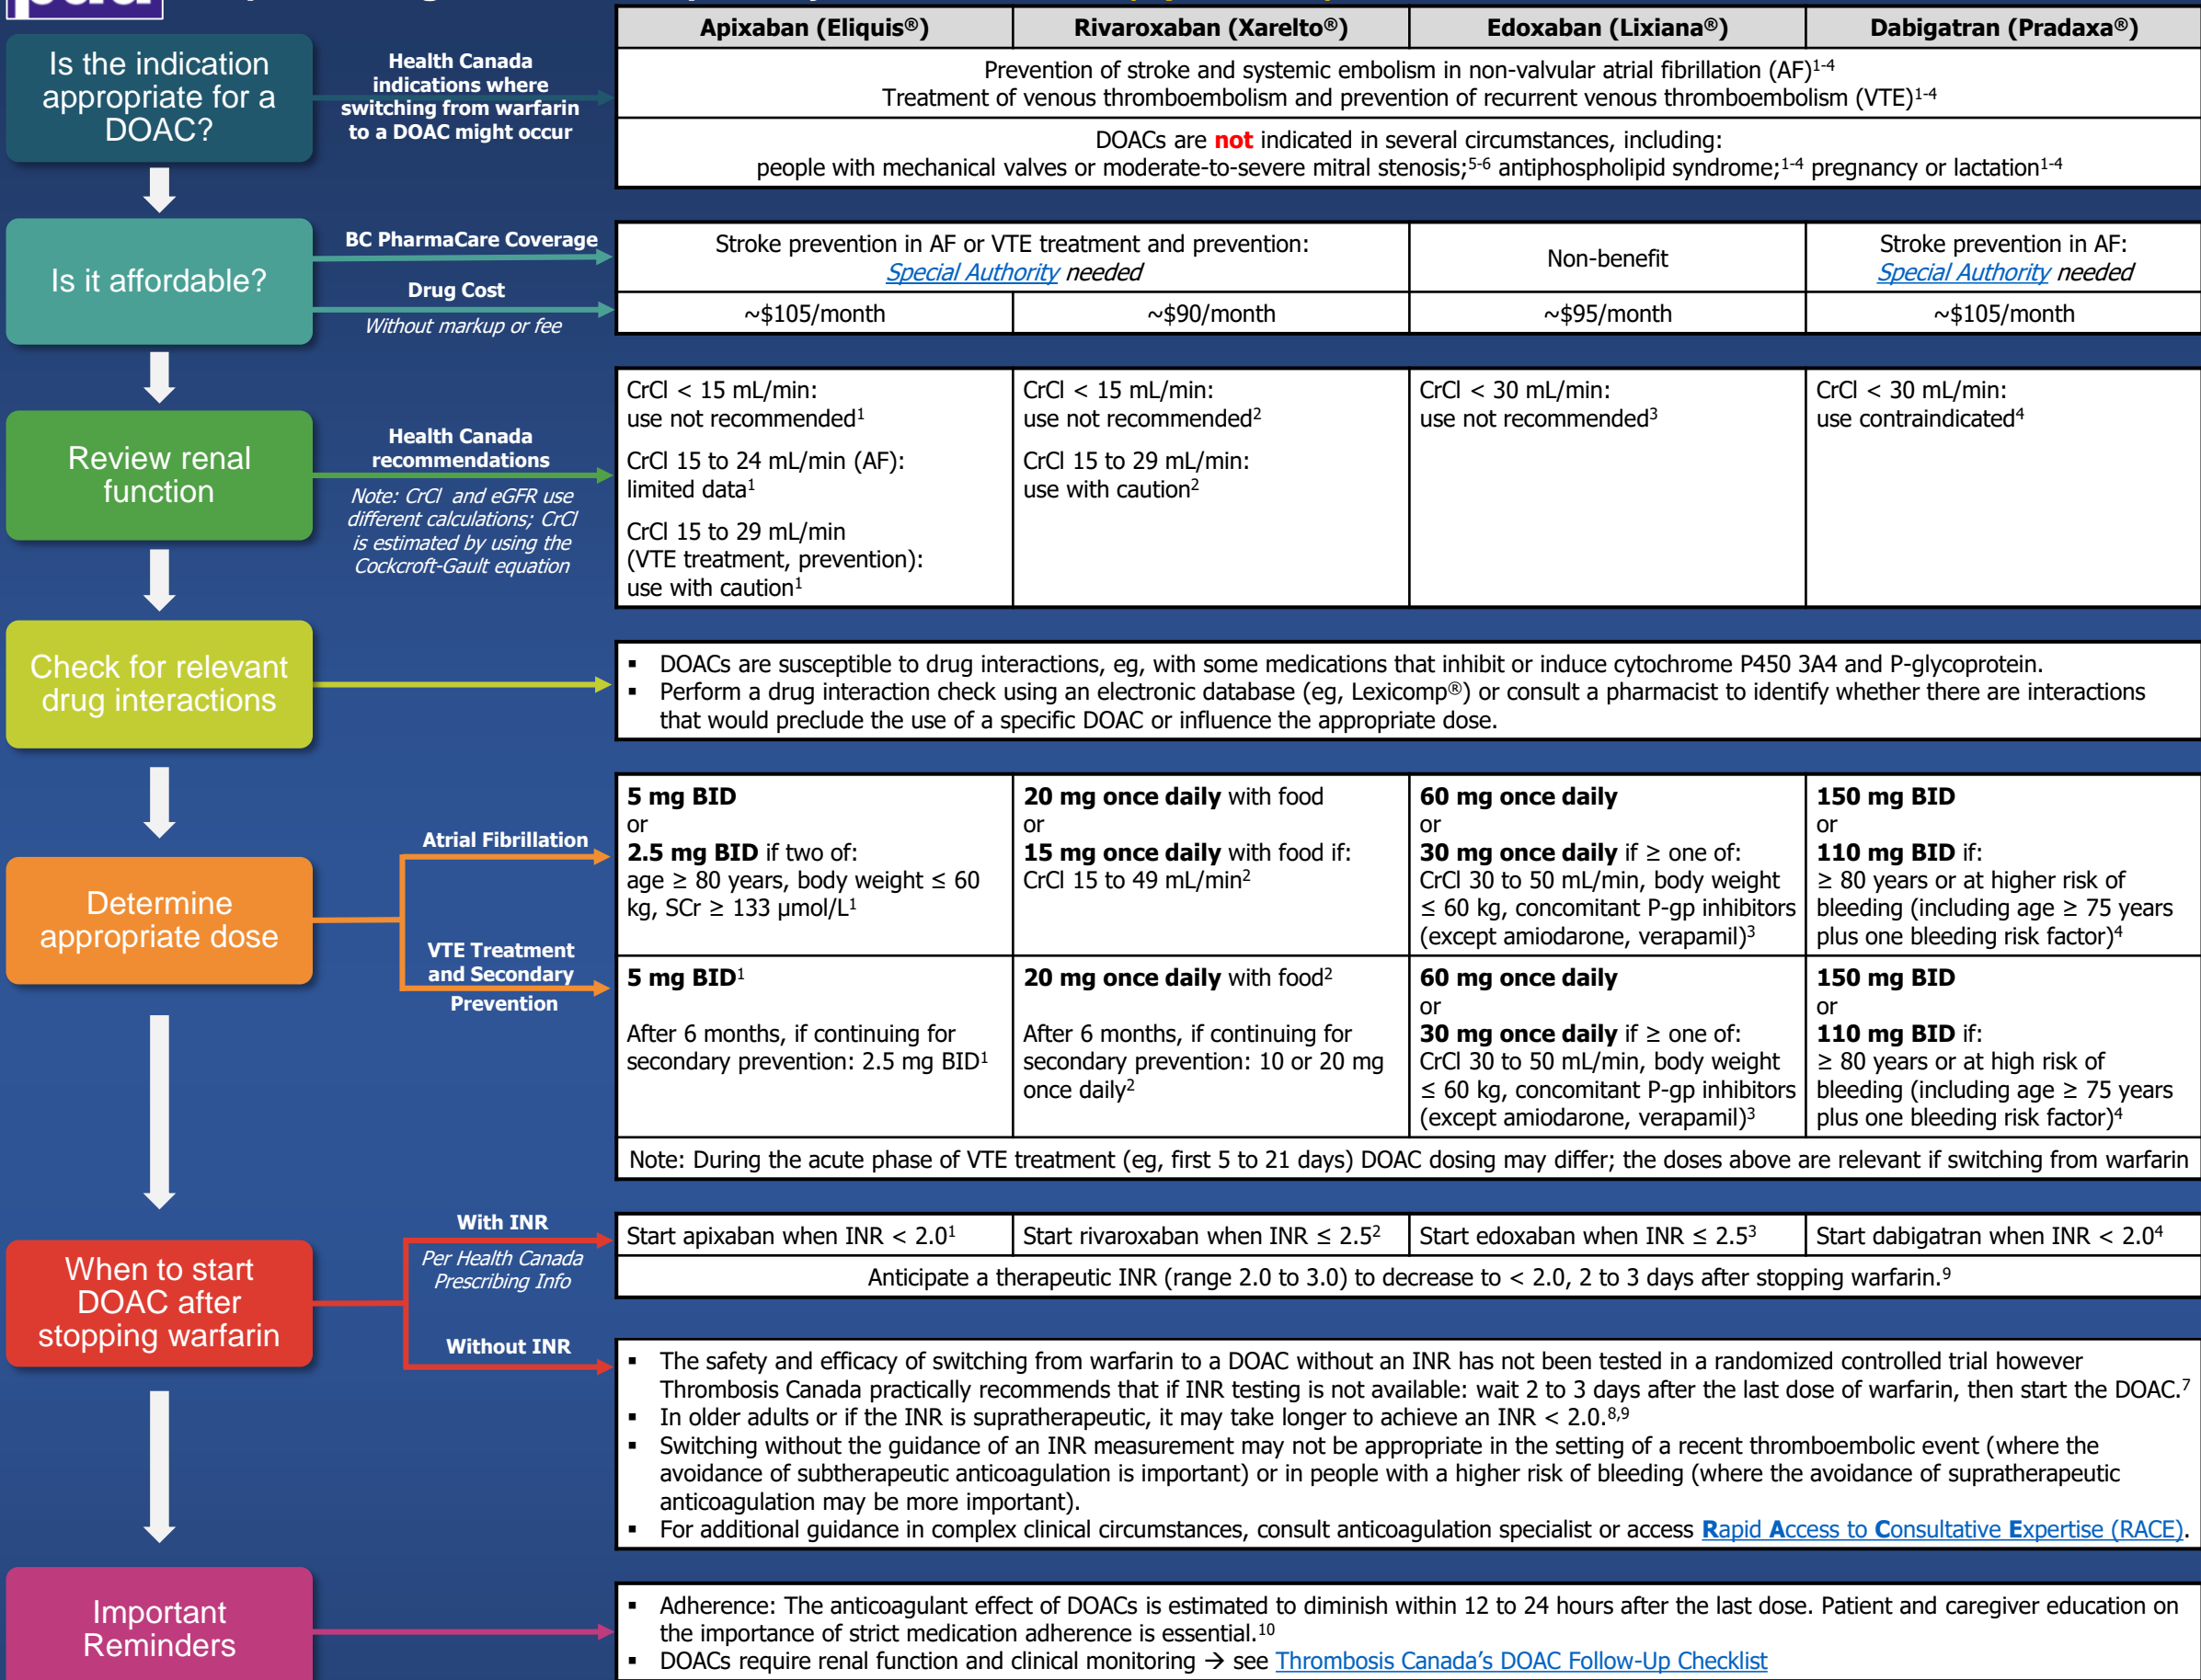 Apixaban (Eliquis®) Rivaroxaban (Xarelto®) Edoxaban (Lixiana®) Dabigatran (Pradaxa®)
Is the indication
appropriate for a
DOAC?
Health Canada
indications where
switching from warfarin
to a DOAC might occur
Prevention of stroke and systemic embolism in non-valvular atrial fibrillation (AF)1-4
Treatment of venous thromboembolism and prevention of recurrent venous thromboembolism (VTE)1-4
DOACs are not indicated in several circumstances, including:
people with mechanical valves or moderate-to-severe mitral stenosis;5-6 antiphospholipid syndrome;1-4 pregnancy or lactation1-4
Is it affordable?
BC PharmaCare Coverage
Stroke prevention in AF or VTE treatment and prevention:
Special Authority needed
Non-benefit
Stroke prevention in AF:
Special Authority needed
Drug Cost
Without markup or fee
~$105/month ~$90/month ~$95/month ~$105/month
Review renal
function
Health Canada
recommendations
Note: CrCl and eGFR use
different calculations; CrCl
is estimated by using the
Cockcroft-Gault equation
CrCl < 15 mL/min:
use not recommended1
CrCl 15 to 24 mL/min (AF):
limited data1
CrCl 15 to 29 mL/min
(VTE treatment, prevention):
use with caution1
CrCl < 15 mL/min:
use not recommended2
CrCl 15 to 29 mL/min:
use with caution2
CrCl < 30 mL/min:
use not recommended3
CrCl < 30 mL/min:
use contraindicated4
Check for relevant
drug interactions
▪ DOACs are susceptible to drug interactions, eg, with some medications that inhibit or induce cytochrome P450 3A4 and P-glycoprotein.
▪ Perform a drug interaction check using an electronic database (eg, Lexicomp®) or consult a pharmacist to identify whether there are interactions
that would preclude the use of a specific DOAC or influence the appropriate dose.
Determine
appropriate dose
Atrial Fibrillation
5 mg BID
or
2.5 mg BID if two of:
age ≥ 80 years, body weight ≤ 60
kg, SCr ≥ 133 µmol/L1
20 mg once daily with food
or
15 mg once daily with food if:
CrCl 15 to 49 mL/min2
60 mg once daily
or
30 mg once daily if ≥ one of:
CrCl 30 to 50 mL/min, body weight
≤ 60 kg, concomitant P-gp inhibitors
(except amiodarone, verapamil)3
150 mg BID
or
110 mg BID if:
≥ 80 years or at higher risk of
bleeding (including age ≥ 75 years
plus one bleeding risk factor)4
VTE Treatment
and Secondary
Prevention
5 mg BID1
After 6 months, if continuing for
secondary prevention: 2.5 mg BID1
20 mg once daily with food2
After 6 months, if continuing for
secondary prevention: 10 or 20 mg
once daily2
60 mg once daily
or
30 mg once daily if ≥ one of:
CrCl 30 to 50 mL/min, body weight
≤ 60 kg, concomitant P-gp inhibitors
(except amiodarone, verapamil)3
150 mg BID
or
110 mg BID if:
≥ 80 years or at high risk of
bleeding (including age ≥ 75 years
plus one bleeding risk factor)4
Note: During the acute phase of VTE treatment (eg, first 5 to 21 days) DOAC dosing may differ; the doses above are relevant if switching from warfarin
When to start
DOAC after
stopping warfarin
With INR
Per Health Canada
Prescribing Info
Start apixaban when INR < 2.01
Start rivaroxaban when INR ≤ 2.52
Start edoxaban when INR ≤ 2.53
Start dabigatran when INR < 2.04
Anticipate a therapeutic INR (range 2.0 to 3.0) to decrease to < 2.0, 2 to 3 days after stopping warfarin.9
Without INR
▪ The safety and efficacy of switching from warfarin to a DOAC without an INR has not been tested in a randomized controlled trial however
Thrombosis Canada practically recommends that if INR testing is not available: wait 2 to 3 days after the last dose of warfarin, then start the DOAC.7
▪ In older adults or if the INR is supratherapeutic, it may take longer to achieve an INR < 2.0.8,9
▪ Switching without the guidance of an INR measurement may not be appropriate in the setting of a recent thromboembolic event (where the
avoidance of subtherapeutic anticoagulation is important) or in people with a higher risk of bleeding (where the avoidance of supratherapeutic
anticoagulation may be more important).
▪ For additional guidance in complex clinical circumstances, consult anticoagulation specialist or access Rapid Access to Consultative Expertise (RACE).
Important
Reminders
▪ Adherence: The anticoagulant effect of DOACs is estimated to diminish within 12 to 24 hours after the last dose. Patient and caregiver education on
the importance of strict medication adherence is essential.10
▪ DOACs require renal function and clinical monitoring → see Thrombosis Canada's DOAC Follow-Up Checklist